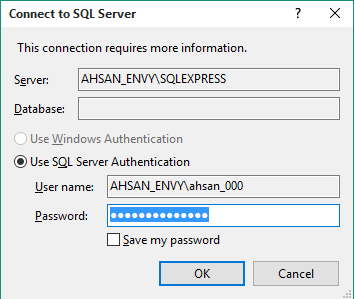 Connect to SQL Server
This connection requires more information.
Server: AHSAN_ENVY\SQLEXPRESS
Database:
Use Windows Authentication
Use SQL Server Authentication
User name: AHSAN_ENVY\ahsan_000
Password: ●●●●●●●●●●●●●●
Save my password
OK Cancel